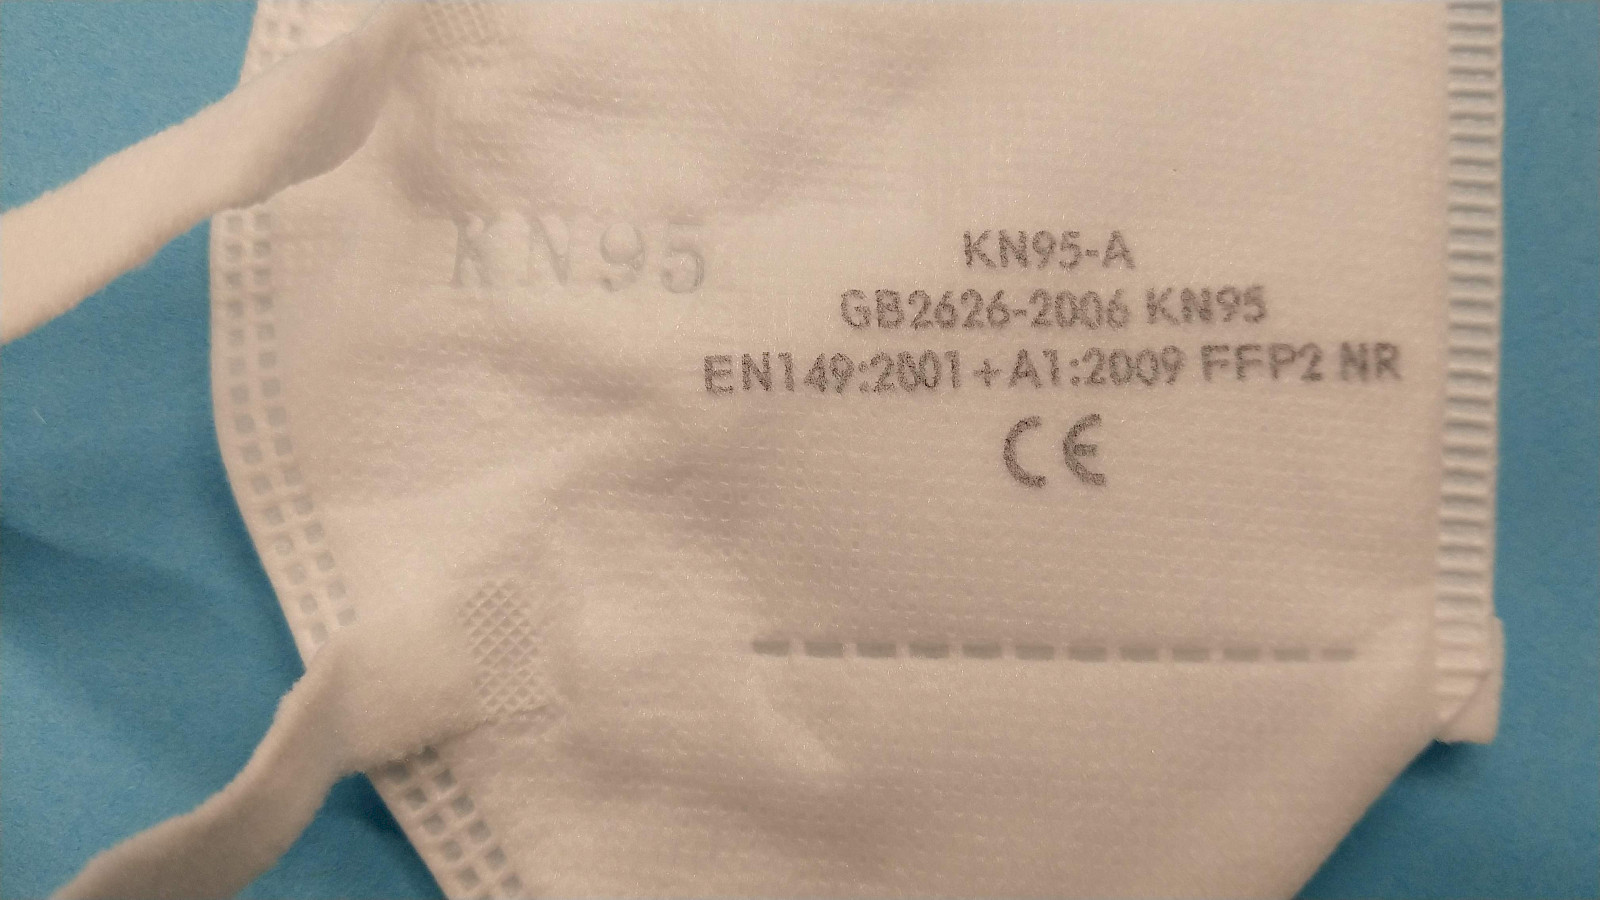 KN95
KN95-A
GB2626-2006 KN95
EN149:2001+A1:2009 FFP2 NR
CE